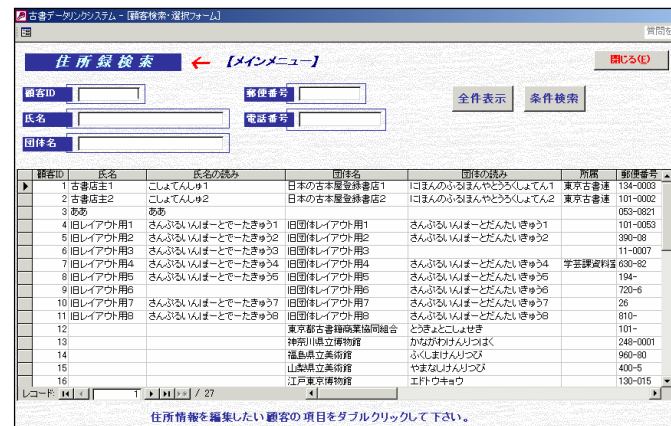 古書データリンクシステム - [顧客検索・選択フォーム]
質問を
住所録検索 ← 【メインメニュー】 閉じる(E)
顧客ID 郵便番号 全件表示 条件検索
氏名 電話番号
団体名
顧客ID 氏名 氏名の読み 団体名 団体の読み 所属 郵便番号
1 古書店主1 こしょてんしゅ1 日本の古本屋登録書店1 にほんのふるほんやとうろくしょてん1 東京古書連 134-0003
2 古書店主2 こしょてんしゅ2 日本の古本屋登録書店2 にほんのふるほんやとうろくしょてん2 東京古書連 101-0002
3 ああ ああ 053-0821
4 旧レイアウト用1 さんぷるいんぽーとでーたきゅう1 旧団体レイアウト用1 さんぷるいんぽーとだんたいきゅう1 101-0053
5 旧レイアウト用2 さんぷるいんぽーとでーたきゅう2 旧団体レイアウト用2 さんぷるいんぽーとだんたいきゅう2 390-08
6 旧レイアウト用3 さんぷるいんぽーとでーたきゅう3 旧団体レイアウト用3 11-0007
7 旧レイアウト用4 さんぷるいんぽーとでーたきゅう4 旧団体レイアウト用4 さんぷるいんぽーとだんたいきゅう4 学芸課資料室 630-82
8 旧レイアウト用5 さんぷるいんぽーとでーたきゅう5 旧団体レイアウト用5 さんぷるいんぽーとだんたいきゅう5 194-
9 旧レイアウト用6 旧団体レイアウト用6 さんぷるいんぽーとだんたいきゅう6 720-6
10 旧レイアウト用7 さんぷるいんぽーとでーたきゅう7 旧団体レイアウト用7 さんぷるいんぽーとだんたいきゅう7 26
11 旧レイアウト用8 さんぷるいんぽーとでーたきゅう8 旧団体レイアウト用8 さんぷるいんぽーとだんたいきゅう8 810-
12 東京都古書籍商業協同組合 とうきょとこしょせき 101-
13 神奈川県立博物館 かながわけんりつはく 248-0001
14 福島県立美術館 ふくしまけんりつび 960-80
15 山梨県立美術館 やまなしけんりつび 400-5
16 江戸東京博物館 エドトウキョウ 130-015
レコード: 1 / 27
住所情報を編集したい顧客の項目をダブルクリックして下さい。